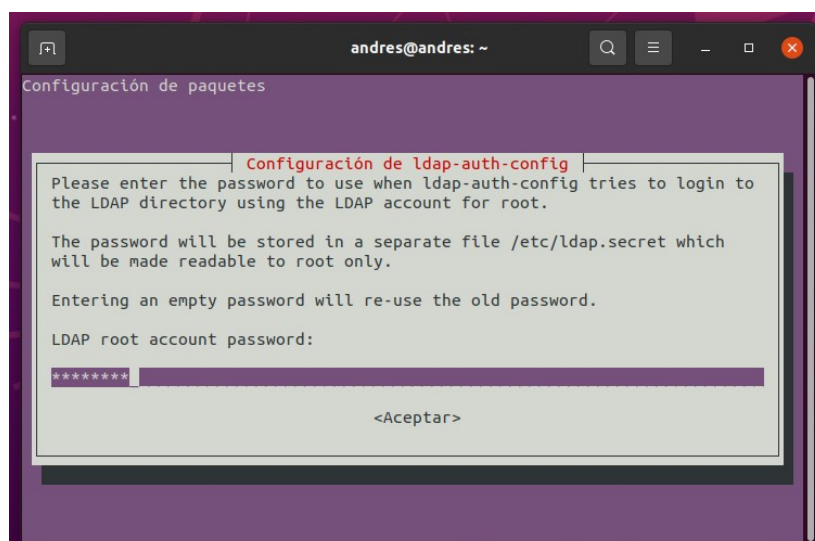 andres@andres: ~
Configuración de paquetes
Configuración de ldap-auth-config
Please enter the password to use when ldap-auth-config tries to login to
the LDAP directory using the LDAP account for root.
The password will be stored in a separate file /etc/ldap.secret which
will be made readable to root only.
Entering an empty password will re-use the old password.
LDAP root account password:
********_
<Aceptar>